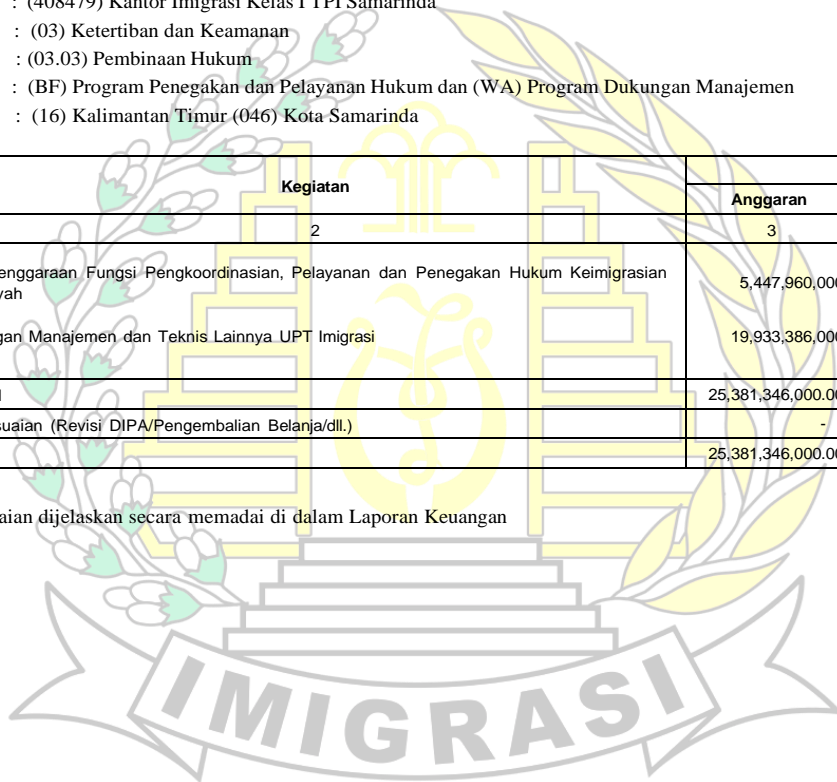 : (408479) Kantor Imigrasi Kelas I TPI Samarinda
: (03) Ketertiban dan Keamanan
: (03.03) Pembinaan Hukum
: (BF) Program Penegakan dan Pelayanan Hukum dan (WA) Program Dukungan Manajemen
: (16) Kalimantan Timur (046) Kota Samarinda
Kegiatan
Anggaran
2 3
enggaraan Fungsi Pengkoordinasian, Pelayanan dan Penegakan Hukum Keimigrasian
yah
5,447,960,000
gan Manajemen dan Teknis Lainnya UPT Imigrasi 19,933,386,000
25,381,346,000.00
suaian (Revisi DIPA/Pengembalian Belanja/dll.) -
25,381,346,000.00
aian dijelaskan secara memadai di dalam Laporan Keuangan
IMIGRASI